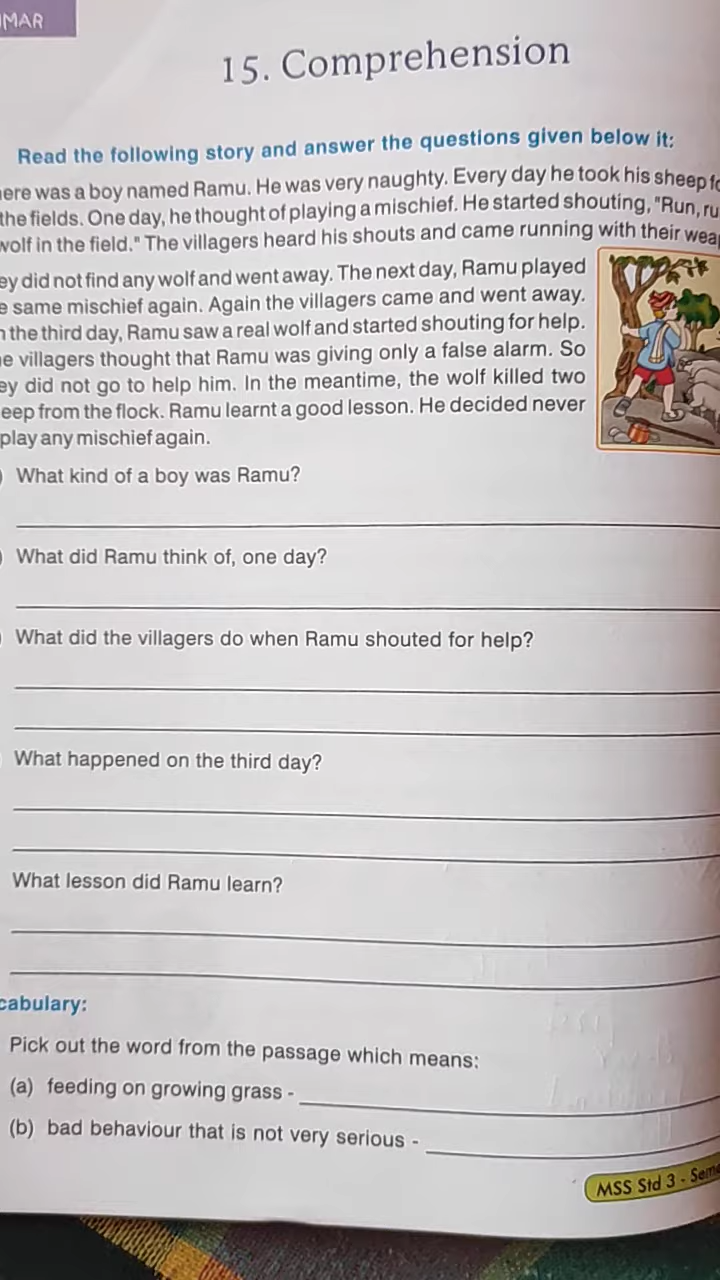 MAR
15. Comprehension
Read the following story and answer the questions given below it:
ere was a boy named Ramu. He was very naughty. Every day he took his sheep fo
the fields. One day, he thought of playing a mischief. He started shouting, "Run, ru
wolf in the field." The villagers heard his shouts and came running with their weap
ey did not find any wolf and went away. The next day, Ramu played
e same mischief again. Again the villagers came and went away.
n the third day, Ramu saw a real wolf and started shouting for help.
e villagers thought that Ramu was giving only a false alarm. So
ey did not go to help him. In the meantime, the wolf killed two
eep from the flock. Ramu learnt a good lesson. He decided never
play any mischief again.
) What kind of a boy was Ramu?
) What did Ramu think of, one day?
What did the villagers do when Ramu shouted for help?
What happened on the third day?
What lesson did Ramu learn?
cabulary:
Pick out the word from the passage which means:
(a) feeding on growing grass -
(b) bad behaviour that is not very serious -
MSS Std 3 - Seme